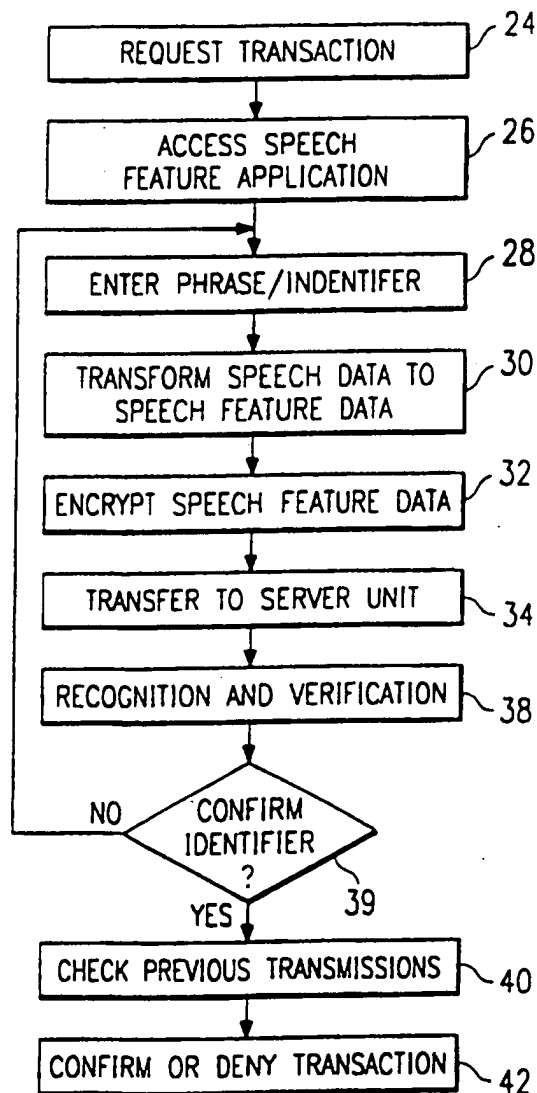 REQUEST TRANSACTION
24
ACCESS SPEECH
FEATURE APPLICATION
26
ENTER PHRASE/INDENTIFER
28
TRANSFORM SPEECH DATA TO
SPEECH FEATURE DATA
30
ENCRYPT SPEECH FEATURE DATA
32
TRANSFER TO SERVER UNIT
34
RECOGNITION AND VERIFICATION
38
NO
CONFIRM
IDENTIFIER
?
39
YES
CHECK PREVIOUS TRANSMISSIONS
40
CONFIRM OR DENY TRANSACTION
42